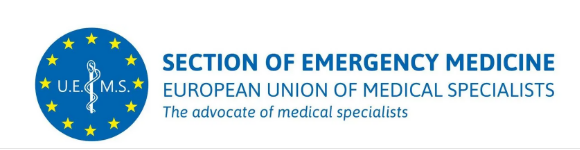 U.E.M.S.
SECTION OF EMERGENCY MEDICINE
EUROPEAN UNION OF MEDICAL SPECIALISTS
The advocate of medical specialists